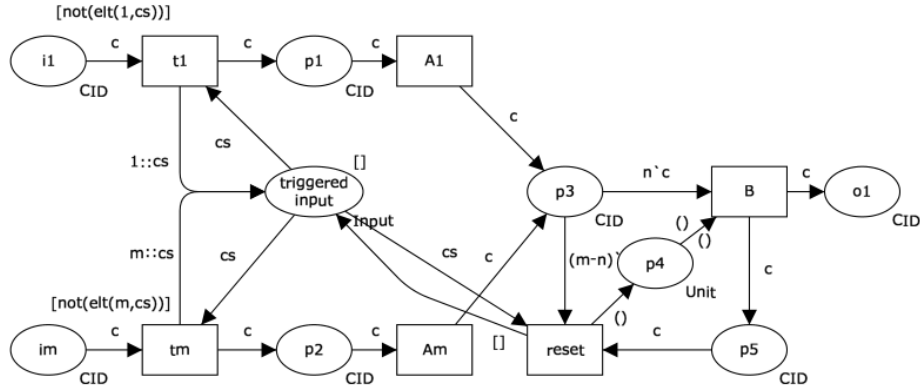 [not(elt(1,cs))]
i1
c
t1
c
p1
c
A1
CID
CID
c
cs
1::cs
[]
triggered
input
Input
p3
CID
n`c
B
c
o1
CID
()
()
m::cs
cs
cs
c
(m-n)`
p4
Unit
c
[not(elt(m,cs))]
im
c
tm
c
p2
c
Am
[]
reset
()
c
p5
CID
CID
CID